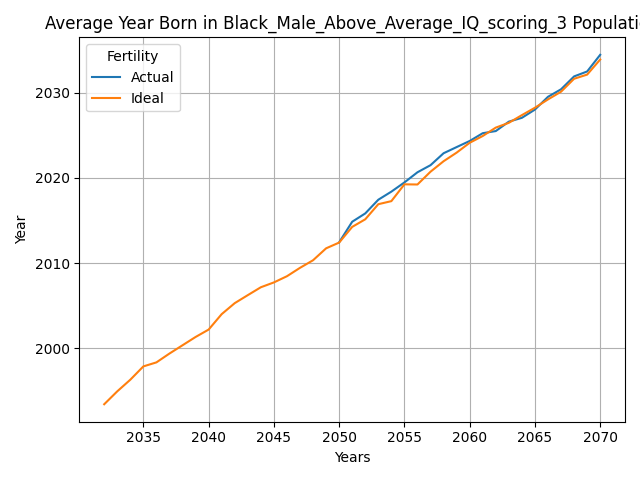 Average Year Born in Black_Male_Above_Average_IQ_scoring_3 Populati
Fertility
Actual
Ideal
2030
2020
2010
2000
Year
2035 2040 2045 2050 2055 2060 2065 2070
Years